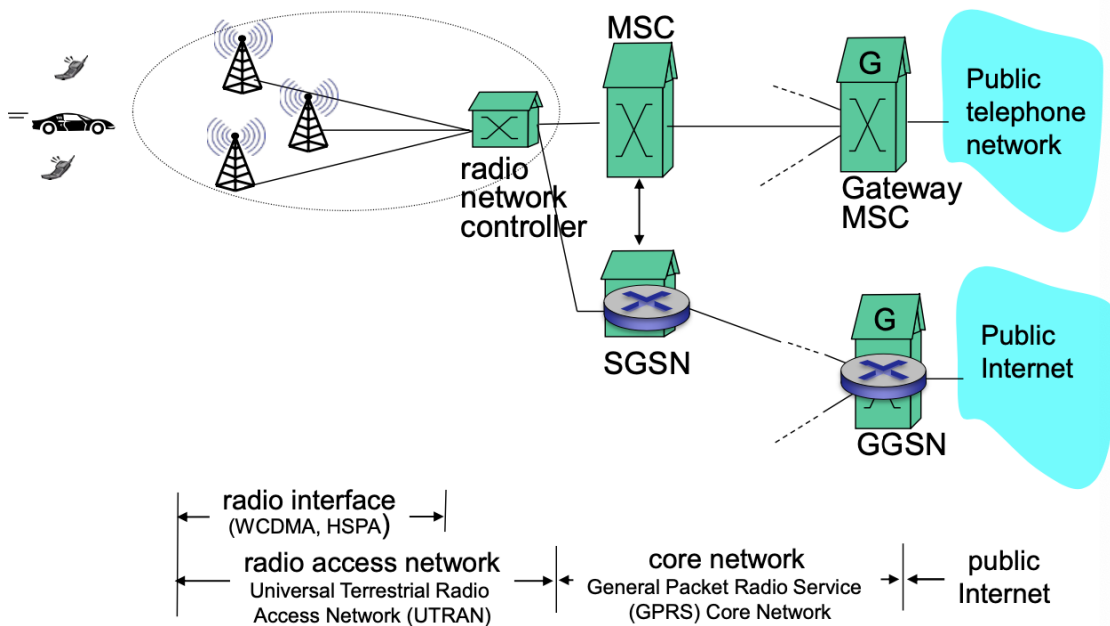 MSC
G
Public
telephone
network
radio
network
controller
Gateway
MSC
SGSN
G
Public
Internet
GGSN
radio interface
(WCDMA, HSPA)
radio access network
Universal Terrestrial Radio
Access Network (UTRAN)
core network
General Packet Radio Service
(GPRS) Core Network
public
Internet